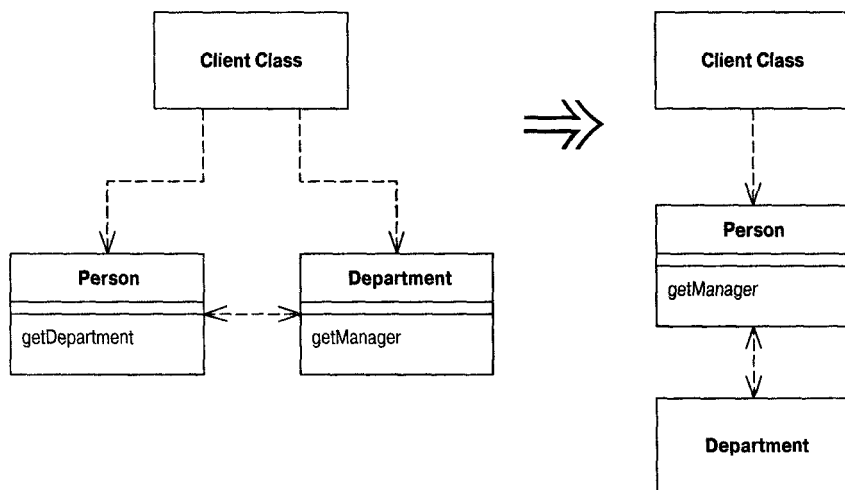 Client Class
Person
getDepartment
Department
getManager
Client Class
Person
getManager
Department